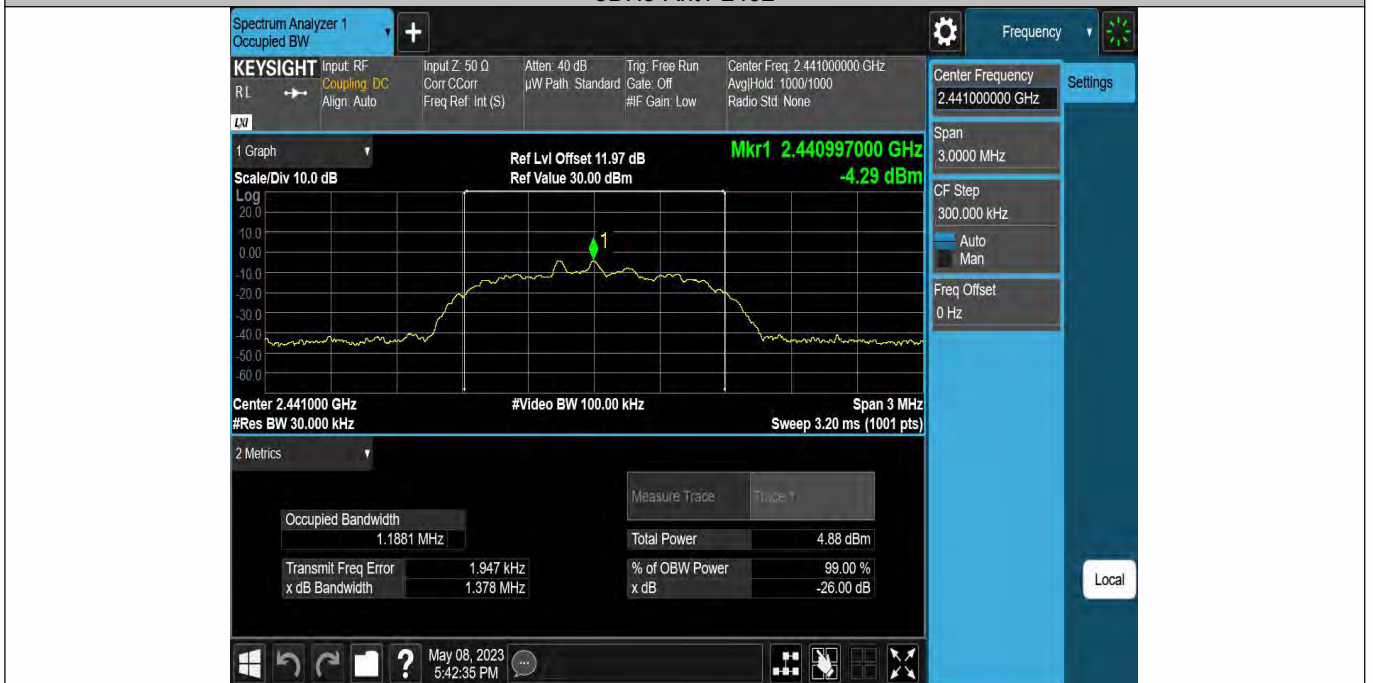 Spectrum Analyzer 1
Occupied BW
Frequency
KEYSIGHT
RL
LXI
Input: RF
Coupling: DC
Align: Auto
Input Z: 50 Ω
Corr CCorr
Freq Ref: Int (S)
Atten: 40 dB
µW Path: Standard
Trig: Free Run
Gate: Off
#IF Gain: Low
Center Freq: 2.441000000 GHz
Avg|Hold: 1000/1000
Radio Std: None
Center Frequency
2.441000000 GHz
Settings
Span
3.0000 MHz
CF Step
300.000 kHz
Auto
Man
Freq Offset
0 Hz
Local
1 Graph
Scale/Div 10.0 dB
Ref Lvl Offset 11.97 dB
Ref Value 30.00 dBm
Mkr1 2.440997000 GHz
-4.29 dBm
Log
20.0
10.0
0.00
-10.0
-20.0
-30.0
-40.0
-50.0
-60.0
1
Center 2.441000 GHz
#Res BW 30.000 kHz
#Video BW 100.00 kHz
Span 3 MHz
Sweep 3.20 ms (1001 pts)
2 Metrics
Measure Trace
Trace 1
Occupied Bandwidth
1.1881 MHz
Total Power 4.88 dBm
Transmit Freq Error 1.947 kHz
% of OBW Power 99.00 %
x dB Bandwidth 1.378 MHz
x dB -26.00 dB
May 08, 2023
5:42:35 PM